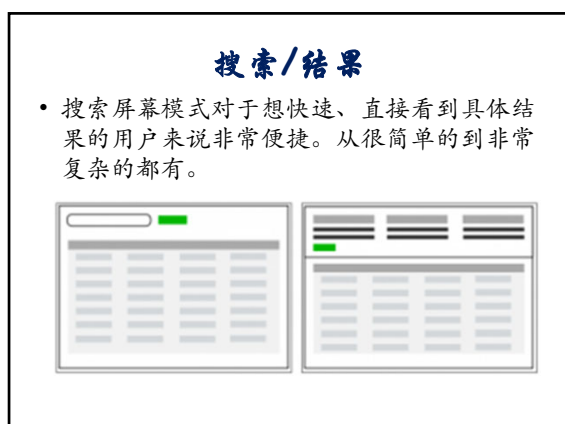 搜索/结果
• 搜索屏幕模式对于想快速、直接看到具体结
果的用户来说非常便捷。从很简单的到非常
复杂的都有。